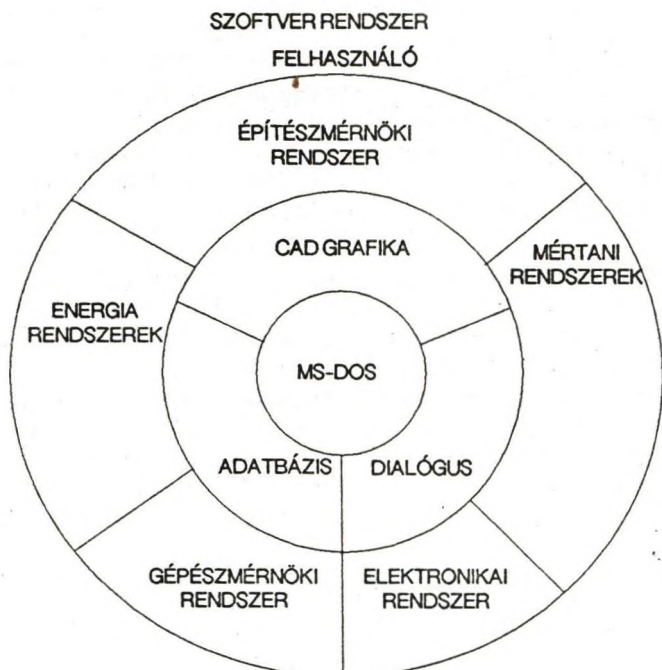 SZOFTVER RENDSZER
FELHASZNÁLÓ
ÉPÍTÉSZMÉRNÖKI
RENDSZER
CAD GRAFIKA
MÉRTANI
RENDSZEREK
ENERGIA
RENDSZEREK
MS-DOS
ADATBÁZIS
DIALÓGUS
GÉPÉSZMÉRNÖKI
RENDSZER
ELEKTRONIKAI
RENDSZER